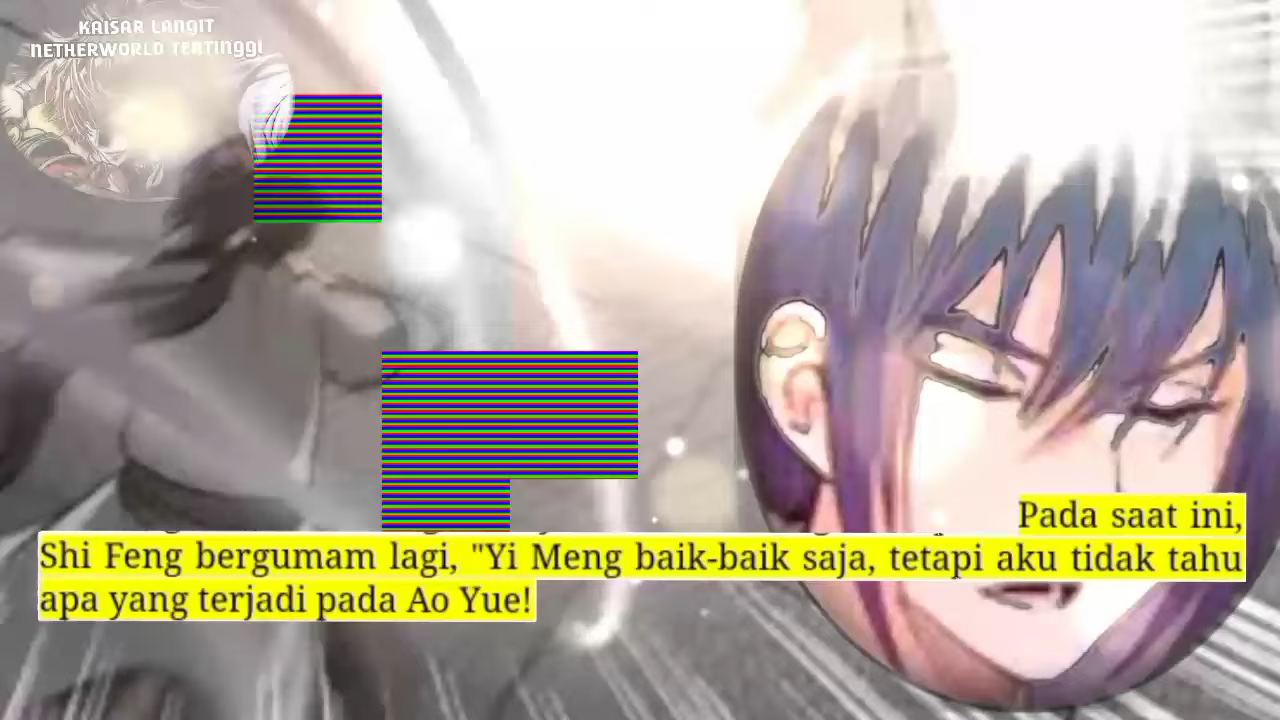 KAISAR LANGIT
NETHERWORLD TERTINGGI
Pada saat ini,
Shi Feng bergumam lagi, "Yi Meng baik-baik saja, tetapi aku tidak tahu
apa yang terjadi pada Ao Yue!